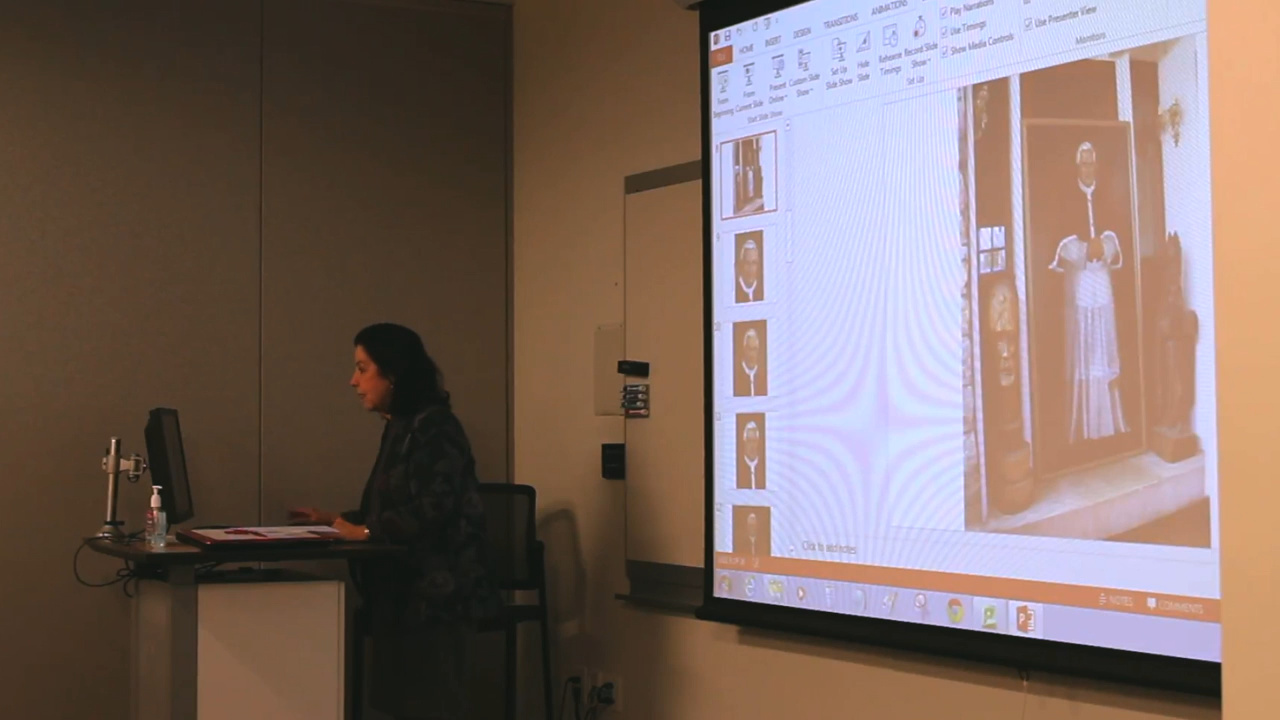 HOME INSERT DESIGN TRANSITIONS ANIMATIONS
From Beginning
From Current Slide
Present Online
Custom Slide Show
Set Up Slide Show
Hide Slide
Rehearse Timings
Record Slide Show
Play Narrations
Use Timings
Show Media Controls
Use Presenter View
Start Slide Show
Set Up
Monitors
Click to add notes
NOTES COMMENTS